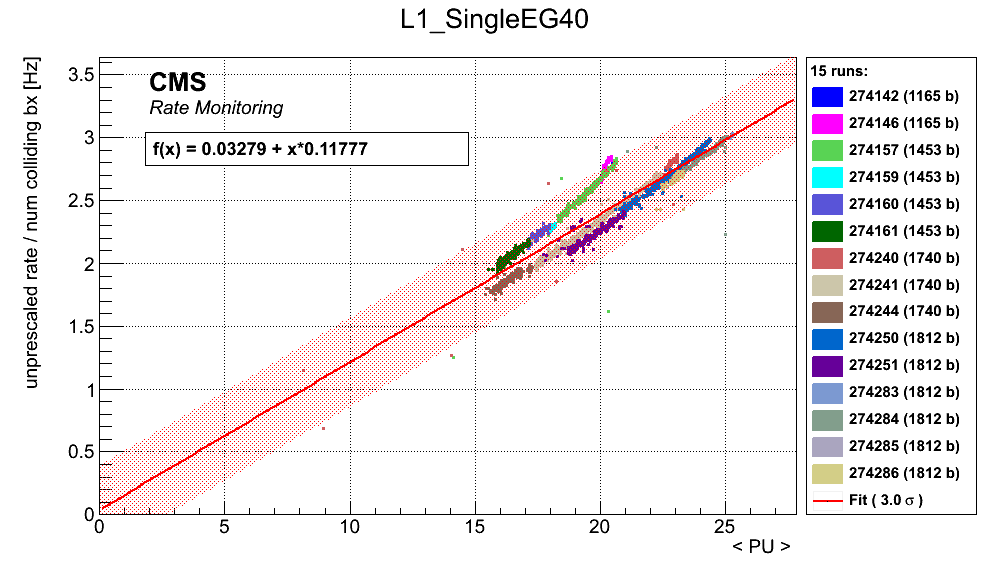 L1_SingleEG40
unprescaled rate / num colliding bx [Hz]
CMS
Rate Monitoring
f(x) = 0.03279 + x*0.11777
3.5
3
2.5
2
1.5
1
0.5
0
0 5 10 15 20 25
< PU >
15 runs:
274142 (1165 b)
274146 (1165 b)
274157 (1453 b)
274159 (1453 b)
274160 (1453 b)
274161 (1453 b)
274240 (1740 b)
274241 (1740 b)
274244 (1740 b)
274250 (1812 b)
274251 (1812 b)
274283 (1812 b)
274284 (1812 b)
274285 (1812 b)
274286 (1812 b)
Fit ( 3.0 σ )